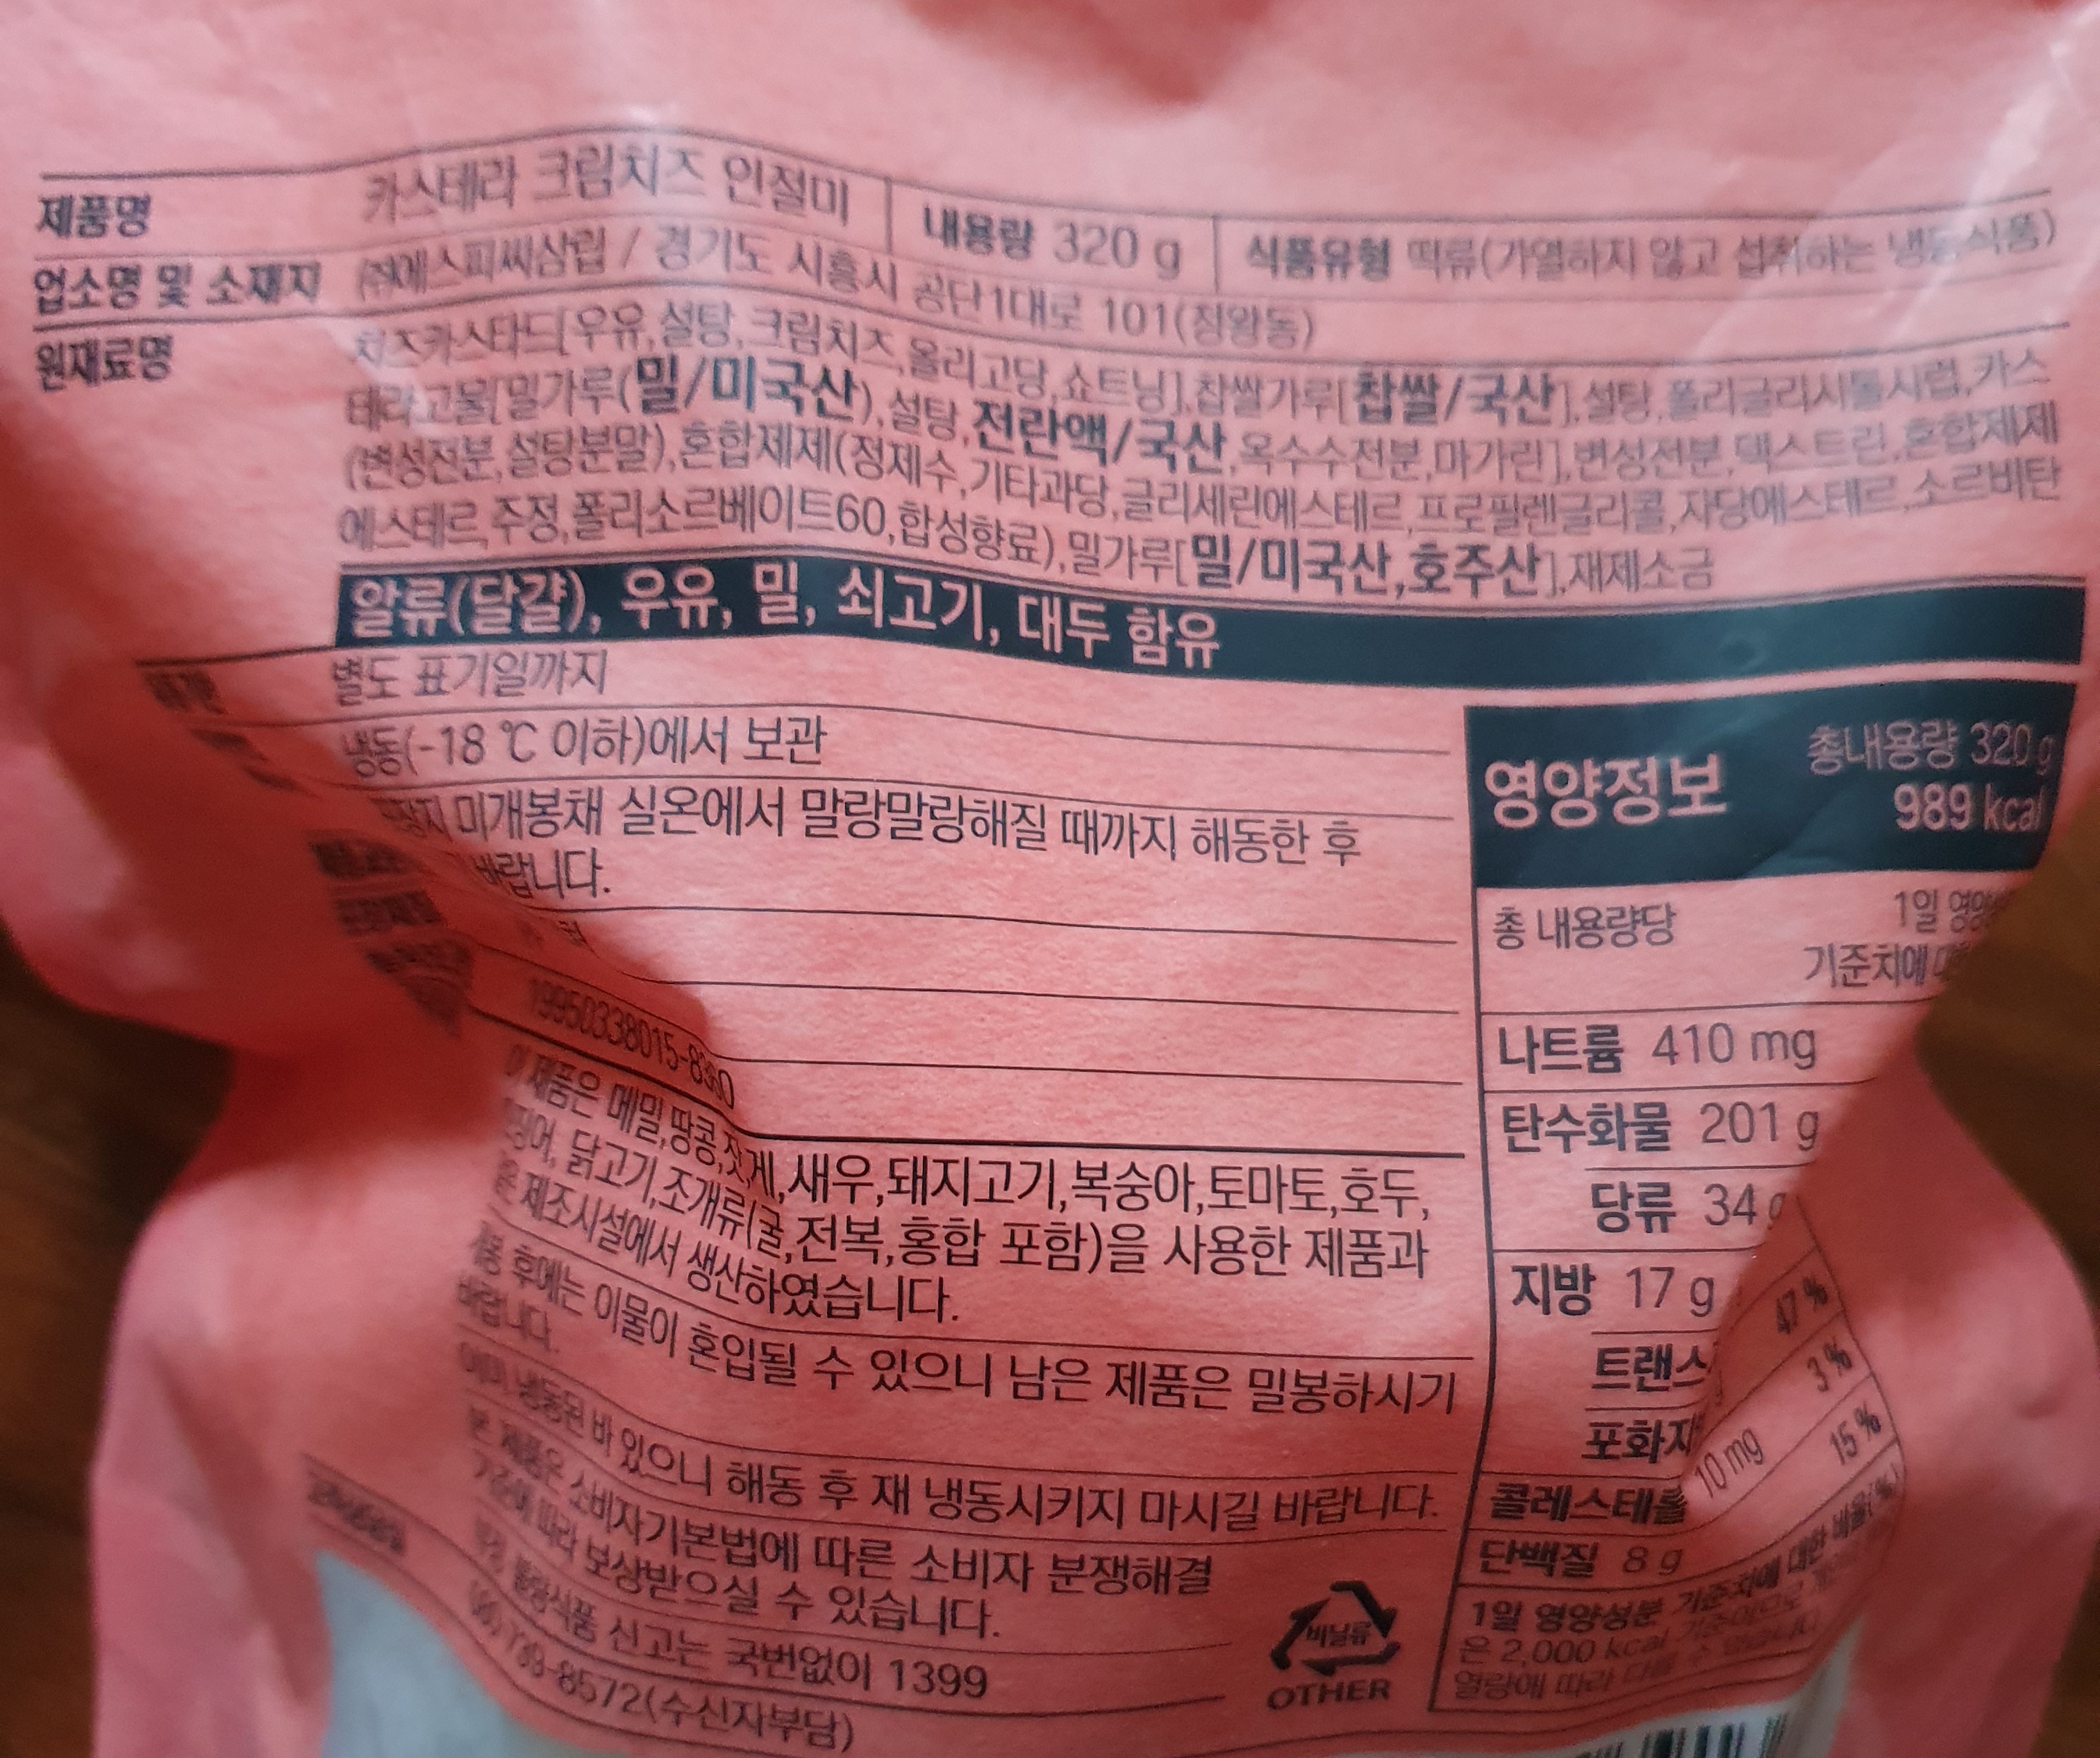 제품명 카스테라 크림치즈 인절미 내용량 320 g 식품유형 떡류(가열하지 않고 섭취하는 냉동식품)
업소명 및 소재지 ㈜에스피씨삼립 / 경기도 시흥시 공단1대로 101(정왕동)
원재료명 치즈카스타드[우유,설탕,크림치즈,올리고당,쇼트닝],찹쌀가루[찹쌀/국산],설탕,폴리글리시톨시럽,카스
테라고물[밀가루(밀/미국산),설탕,전란액/국산,옥수수전분,마가린],변성전분,덱스트린,혼합제제
(변성전분,설탕분말),혼합제제(정제수,기타과당,글리세린에스테르,프로필렌글리콜,자당에스테르,소르비탄
에스테르,주정,폴리소르베이트60,합성향료),밀가루[밀/미국산,호주산],재제소금
알류(달걀), 우유, 밀, 쇠고기, 대두 함유
별도 표기일까지
냉동(-18 ℃ 이하)에서 보관
미개봉채 실온에서 말랑말랑해질 때까지 해동한 후
바랍니다.
이 제품은 메밀,땅콩,잣,게,새우,돼지고기,복숭아,토마토,호두,
닭고기,조개류(굴,전복,홍합 포함)을 사용한 제품과
같은 제조시설에서 생산하였습니다.
후에는 이물이 혼입될 수 있으니 남은 제품은 밀봉하시기
바랍니다.
이미 냉동된 바 있으니 해동 후 재 냉동시키지 마시길 바랍니다.
본 제품은 소비자기본법에 따른 소비자 분쟁해결
기준에 따라 보상받으실 수 있습니다.
부정 불량식품 신고는 국번없이 1399
739-8572(수신자부담)
비닐류
OTHER
영양정보 총내용량 320 g
989 kcal
총 내용량당 1일
기준치에
나트륨 410 mg
탄수화물 201 g
당류 34 g
지방 17 g
47 %
트랜스
3 %
포화지
콜레스테롤 10 mg
15 %
단백질 8 g
1일 영양성분 기준치에 대한 비율(%)
은 2,000 kcal
열량에 따라